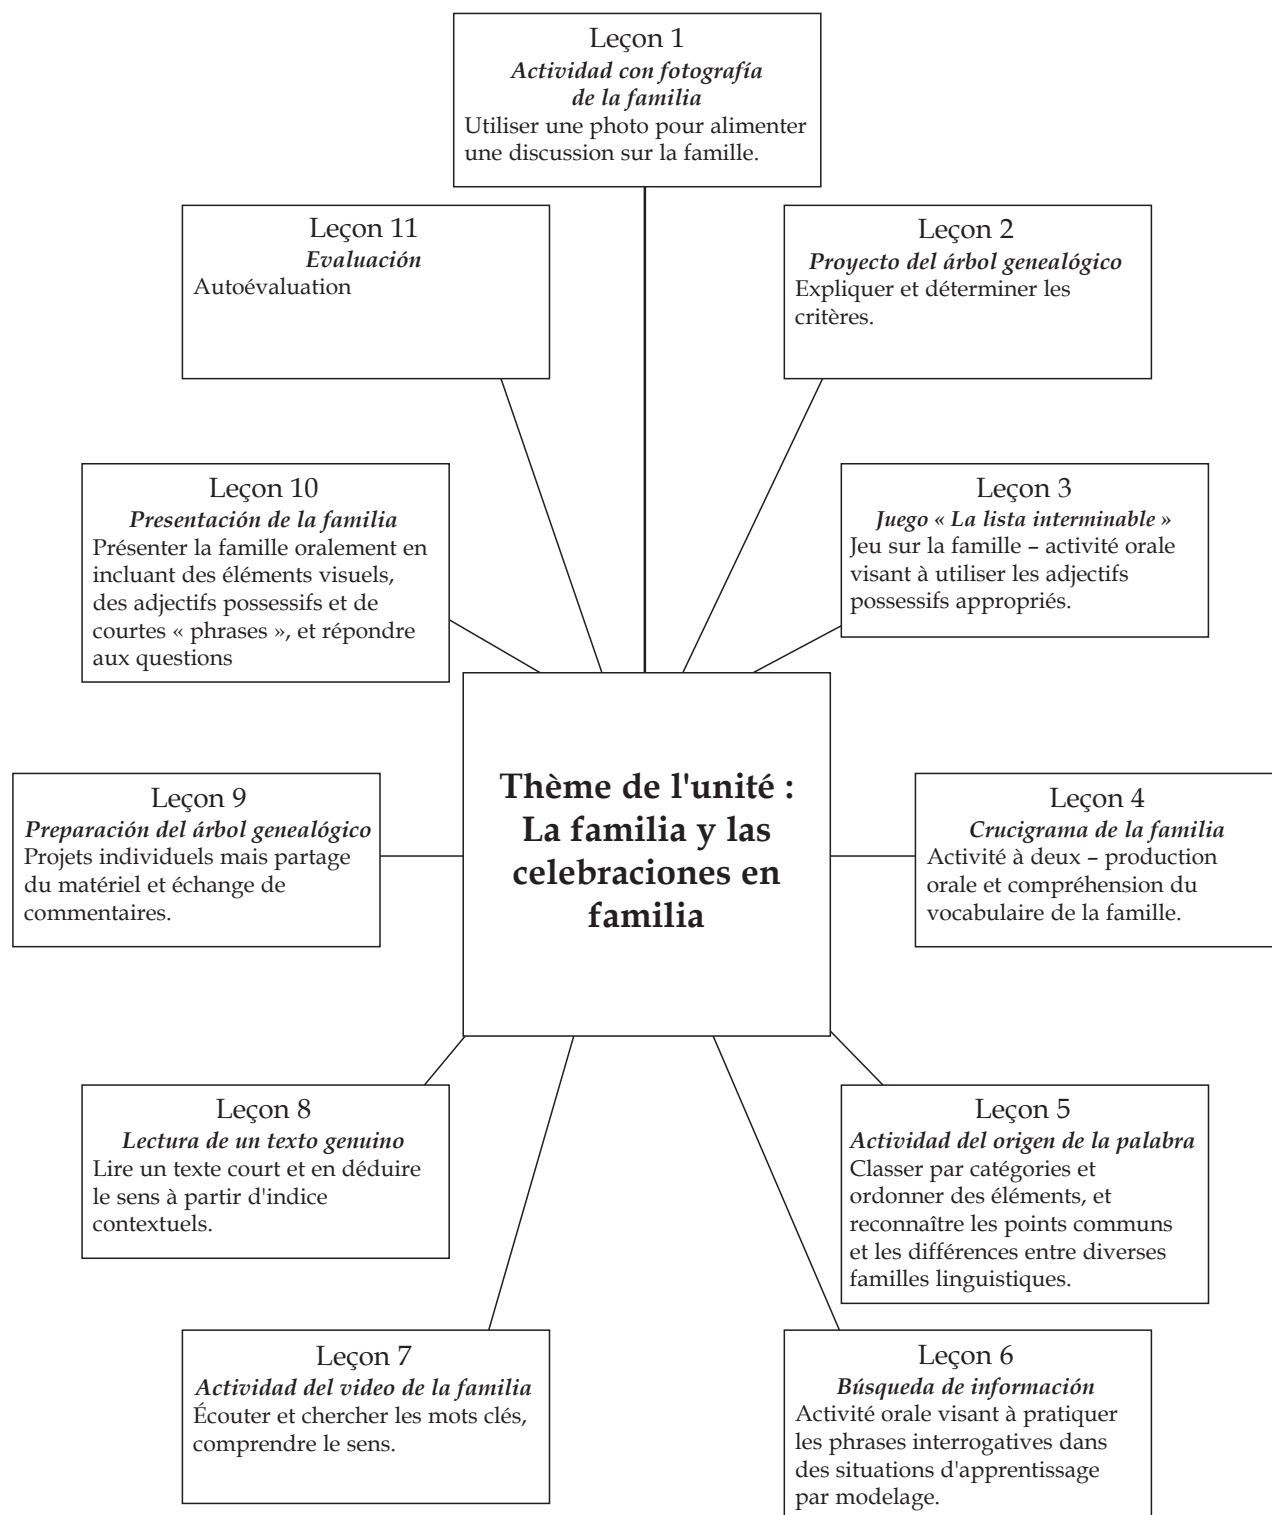 Leçon 1
Actividad con fotografía
de la familia
Utiliser une photo pour alimenter
une discussion sur la famille.
Leçon 11
Evaluación
Autoévaluation
Leçon 2
Proyecto del árbol genealógico
Expliquer et déterminer les
critères.
Leçon 10
Presentación de la familia
Présenter la famille oralement en
incluant des éléments visuels,
des adjectifs possessifs et de
courtes « phrases », et répondre
aux questions
Leçon 3
Juego « La lista interminable »
Jeu sur la famille – activité orale
visant à utiliser les adjectifs
possessifs appropriés.
Thème de l'unité :
La familia y las
celebraciones en
familia
Leçon 9
Preparación del árbol genealógico
Projets individuels mais partage
du matériel et échange de
commentaires.
Leçon 4
Crucigrama de la familia
Activité à deux – production
orale et compréhension du
vocabulaire de la famille.
Leçon 8
Lectura de un texto genuino
Lire un texte court et en déduire
le sens à partir d'indice
contextuels.
Leçon 5
Actividad del origen de la palabra
Classer par catégories et
ordonner des éléments, et
reconnaître les points communs
et les différences entre diverses
familles linguistiques.
Leçon 7
Actividad del video de la familia
Écouter et chercher les mots clés,
comprendre le sens.
Leçon 6
Búsqueda de información
Activité orale visant à pratiquer
les phrases interrogatives dans
des situations d'apprentissage
par modelage.